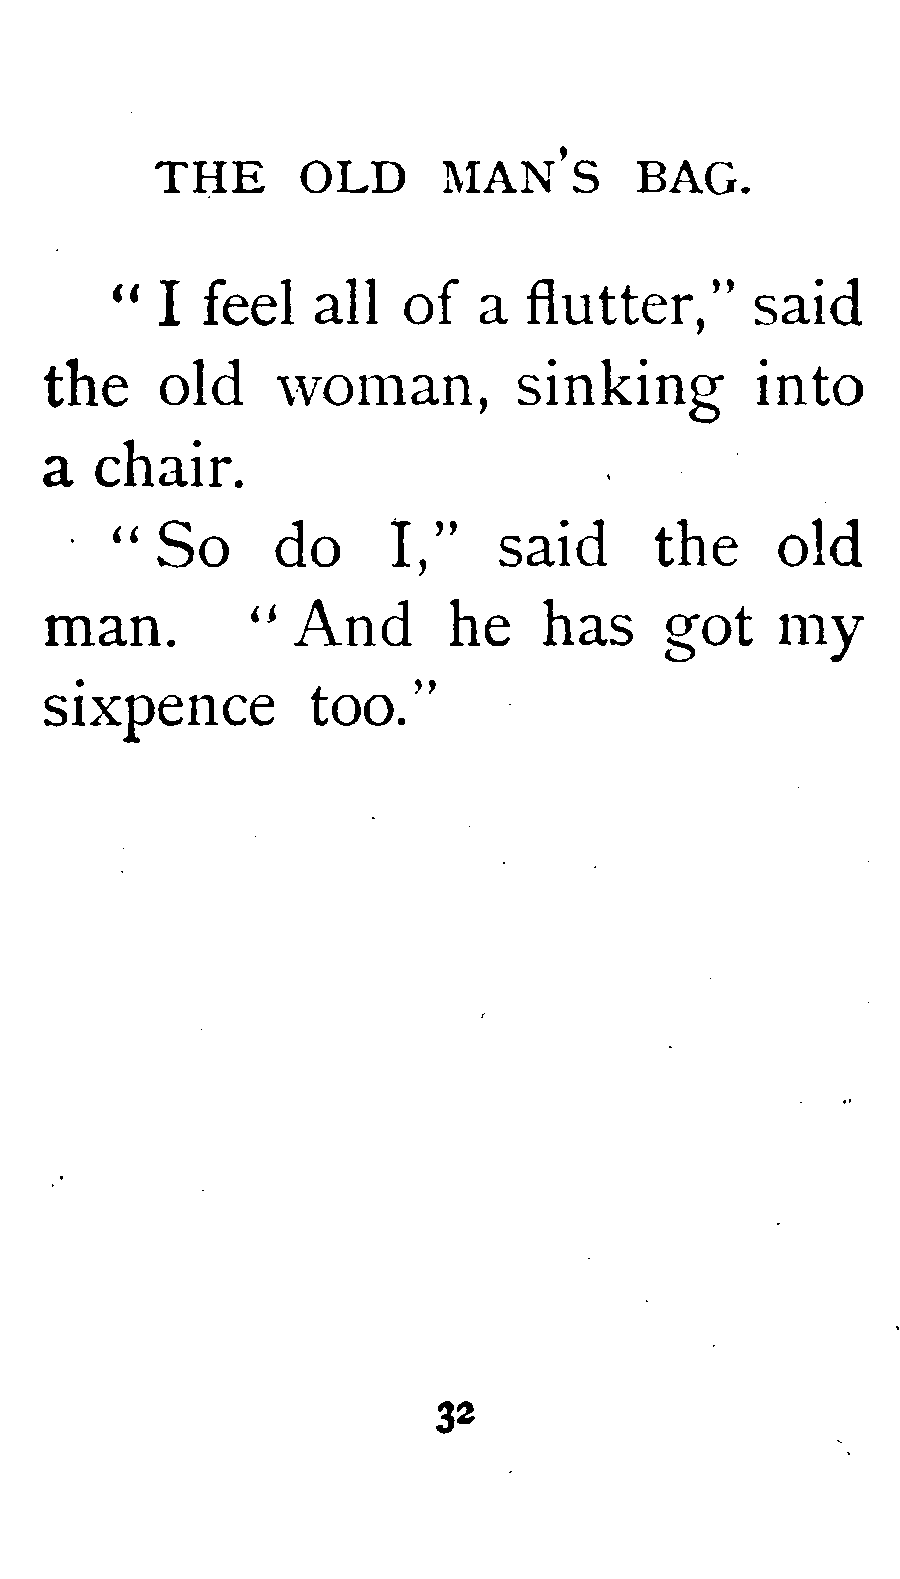 THE OLD MAN'S BAG.
“ I feel all of a flutter,” said
the old woman, sinking into
a chair.
“ So do I,” said the old
man. “ And he has got my
sixpence too.”
32